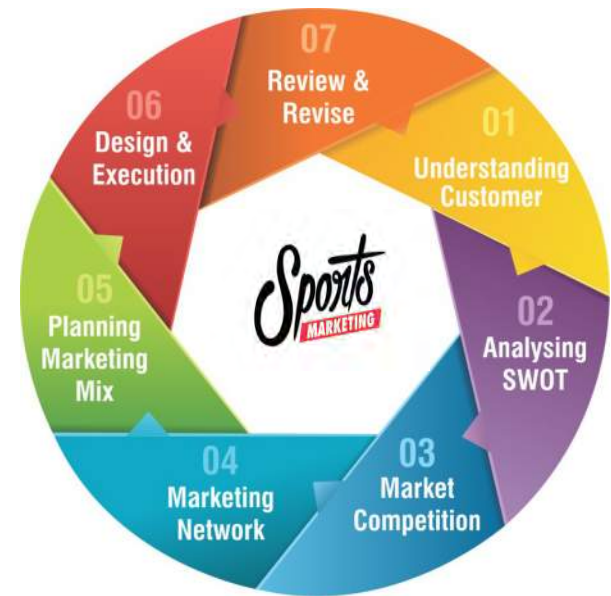 07
Review &
Revise
01
Understanding
Customer
02
Analysing
SWOT
03
Market
Competition
04
Marketing
Network
05
Planning
Marketing
Mix
06
Design &
Execution
Sports
MARKETING